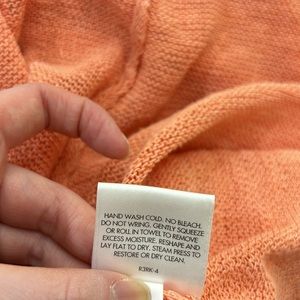 HAND WASH COLD. NO BLEACH.
DO NOT WRING. GENTLY SQUEEZE
OR ROLL IN TOWEL TO REMOVE
EXCESS MOISTURE. RESHAPE AND
LAY FLAT TO DRY. STEAM PRESS TO
RESTORE OR DRY CLEAN.
R3RK-4